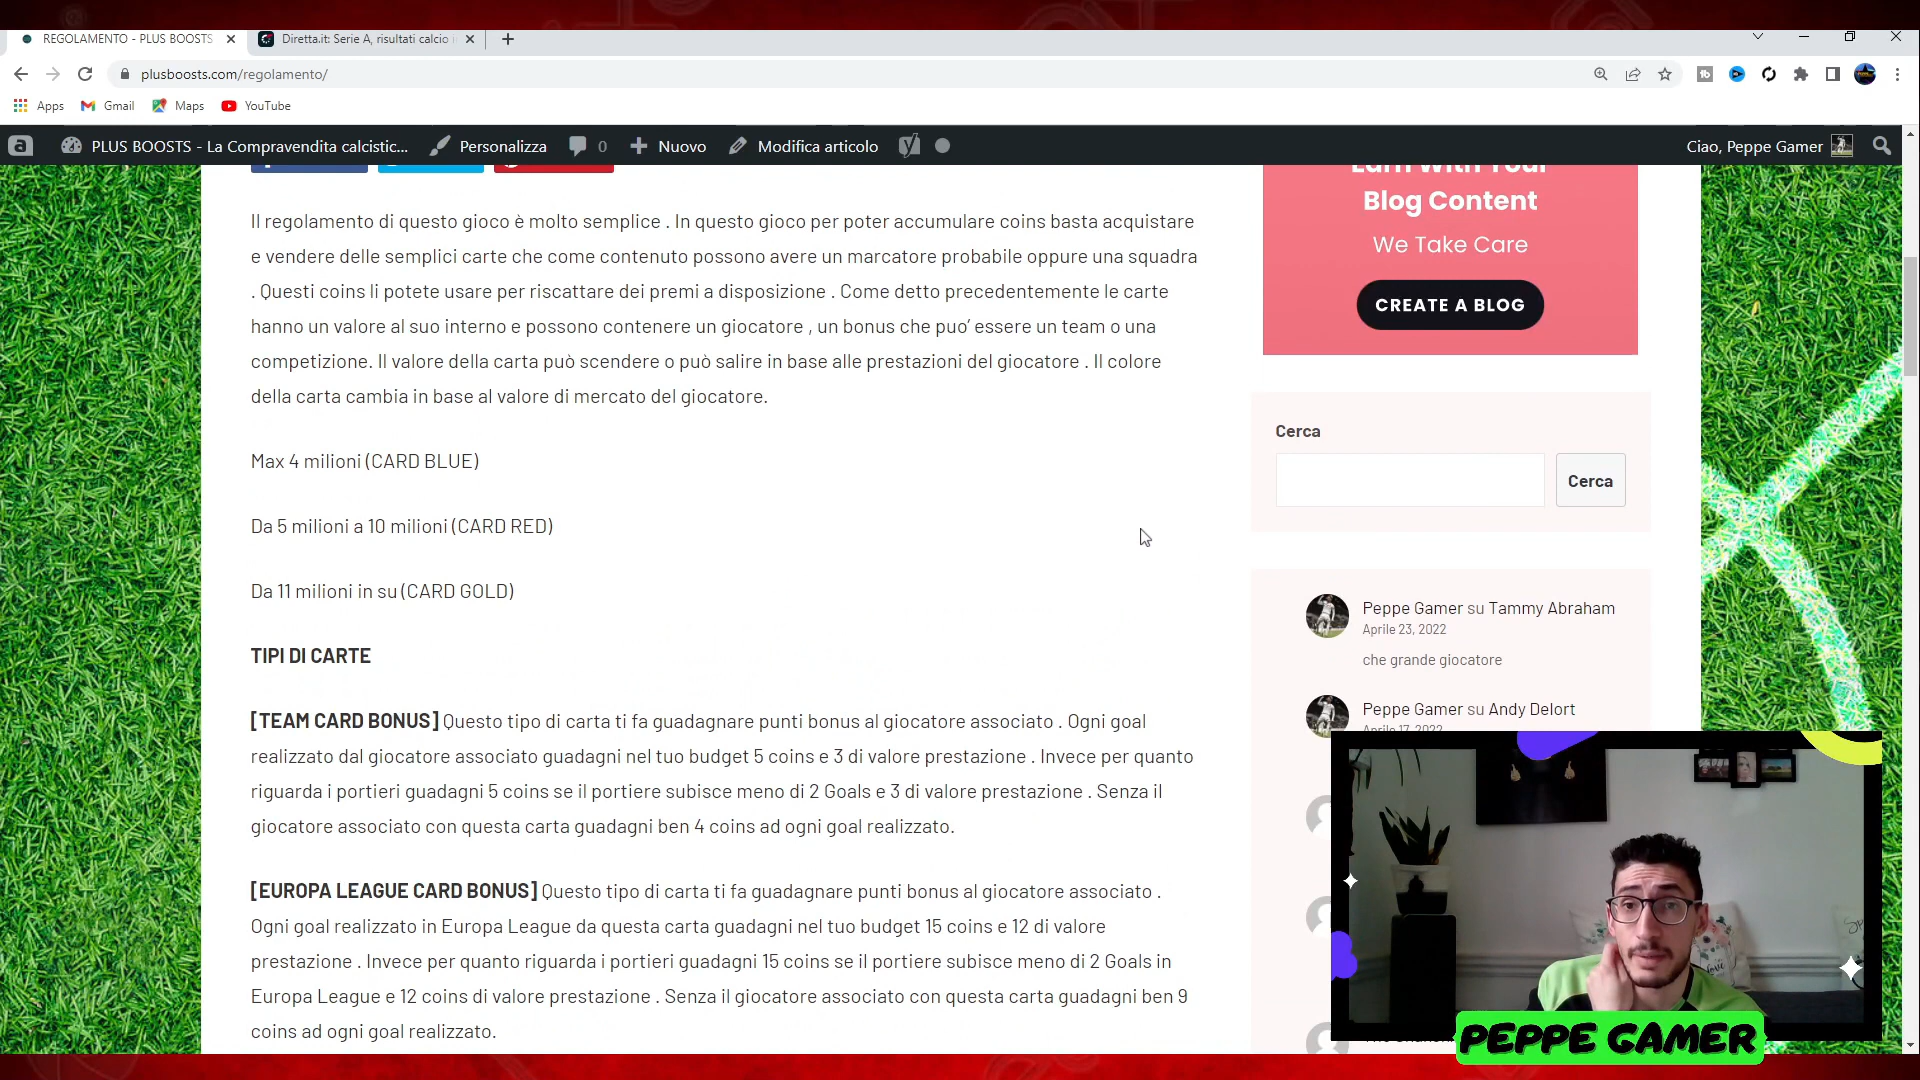 REGOLAMENTO - PLUS BOOSTS
Diretta.it: Serie A, risultati calcio
plusboosts.com/regolamento/
Apps Gmail Maps YouTube
PLUS BOOSTS - La Compravendita calcistic... Personalizza 0 Nuovo Modifica articolo Ciao, Peppe Gamer
Il regolamento di questo gioco è molto semplice . In questo gioco per poter accumulare coins basta acquistare
e vendere delle semplici carte che come contenuto possono avere un marcatore probabile oppure una squadra
. Questi coins li potete usare per riscattare dei premi a disposizione . Come detto precedentemente le carte
hanno un valore al suo interno e possono contenere un giocatore , un bonus che puo’ essere un team o una
competizione. Il valore della carta può scendere o può salire in base alle prestazioni del giocatore . Il colore
della carta cambia in base al valore di mercato del giocatore.
Max 4 milioni (CARD BLUE)
Da 5 milioni a 10 milioni (CARD RED)
Da 11 milioni in su (CARD GOLD)
TIPI DI CARTE
[TEAM CARD BONUS] Questo tipo di carta ti fa guadagnare punti bonus al giocatore associato . Ogni goal
realizzato dal giocatore associato guadagni nel tuo budget 5 coins e 3 di valore prestazione . Invece per quanto
riguarda i portieri guadagni 5 coins se il portiere subisce meno di 2 Goals e 3 di valore prestazione . Senza il
giocatore associato con questa carta guadagni ben 4 coins ad ogni goal realizzato.
[EUROPA LEAGUE CARD BONUS] Questo tipo di carta ti fa guadagnare punti bonus al giocatore associato .
Ogni goal realizzato in Europa League da questa carta guadagni nel tuo budget 15 coins e 12 di valore
prestazione . Invece per quanto riguarda i portieri guadagni 15 coins se il portiere subisce meno di 2 Goals in
Europa League e 12 coins di valore prestazione . Senza il giocatore associato con questa carta guadagni ben 9
coins ad ogni goal realizzato.
Earn With Your
Blog Content
We Take Care
CREATE A BLOG
Cerca
Cerca
Peppe Gamer su Tammy Abraham
Aprile 23, 2022
che grande giocatore
Peppe Gamer su Andy Delort
Aprile 17, 2022
PEPPE GAMER